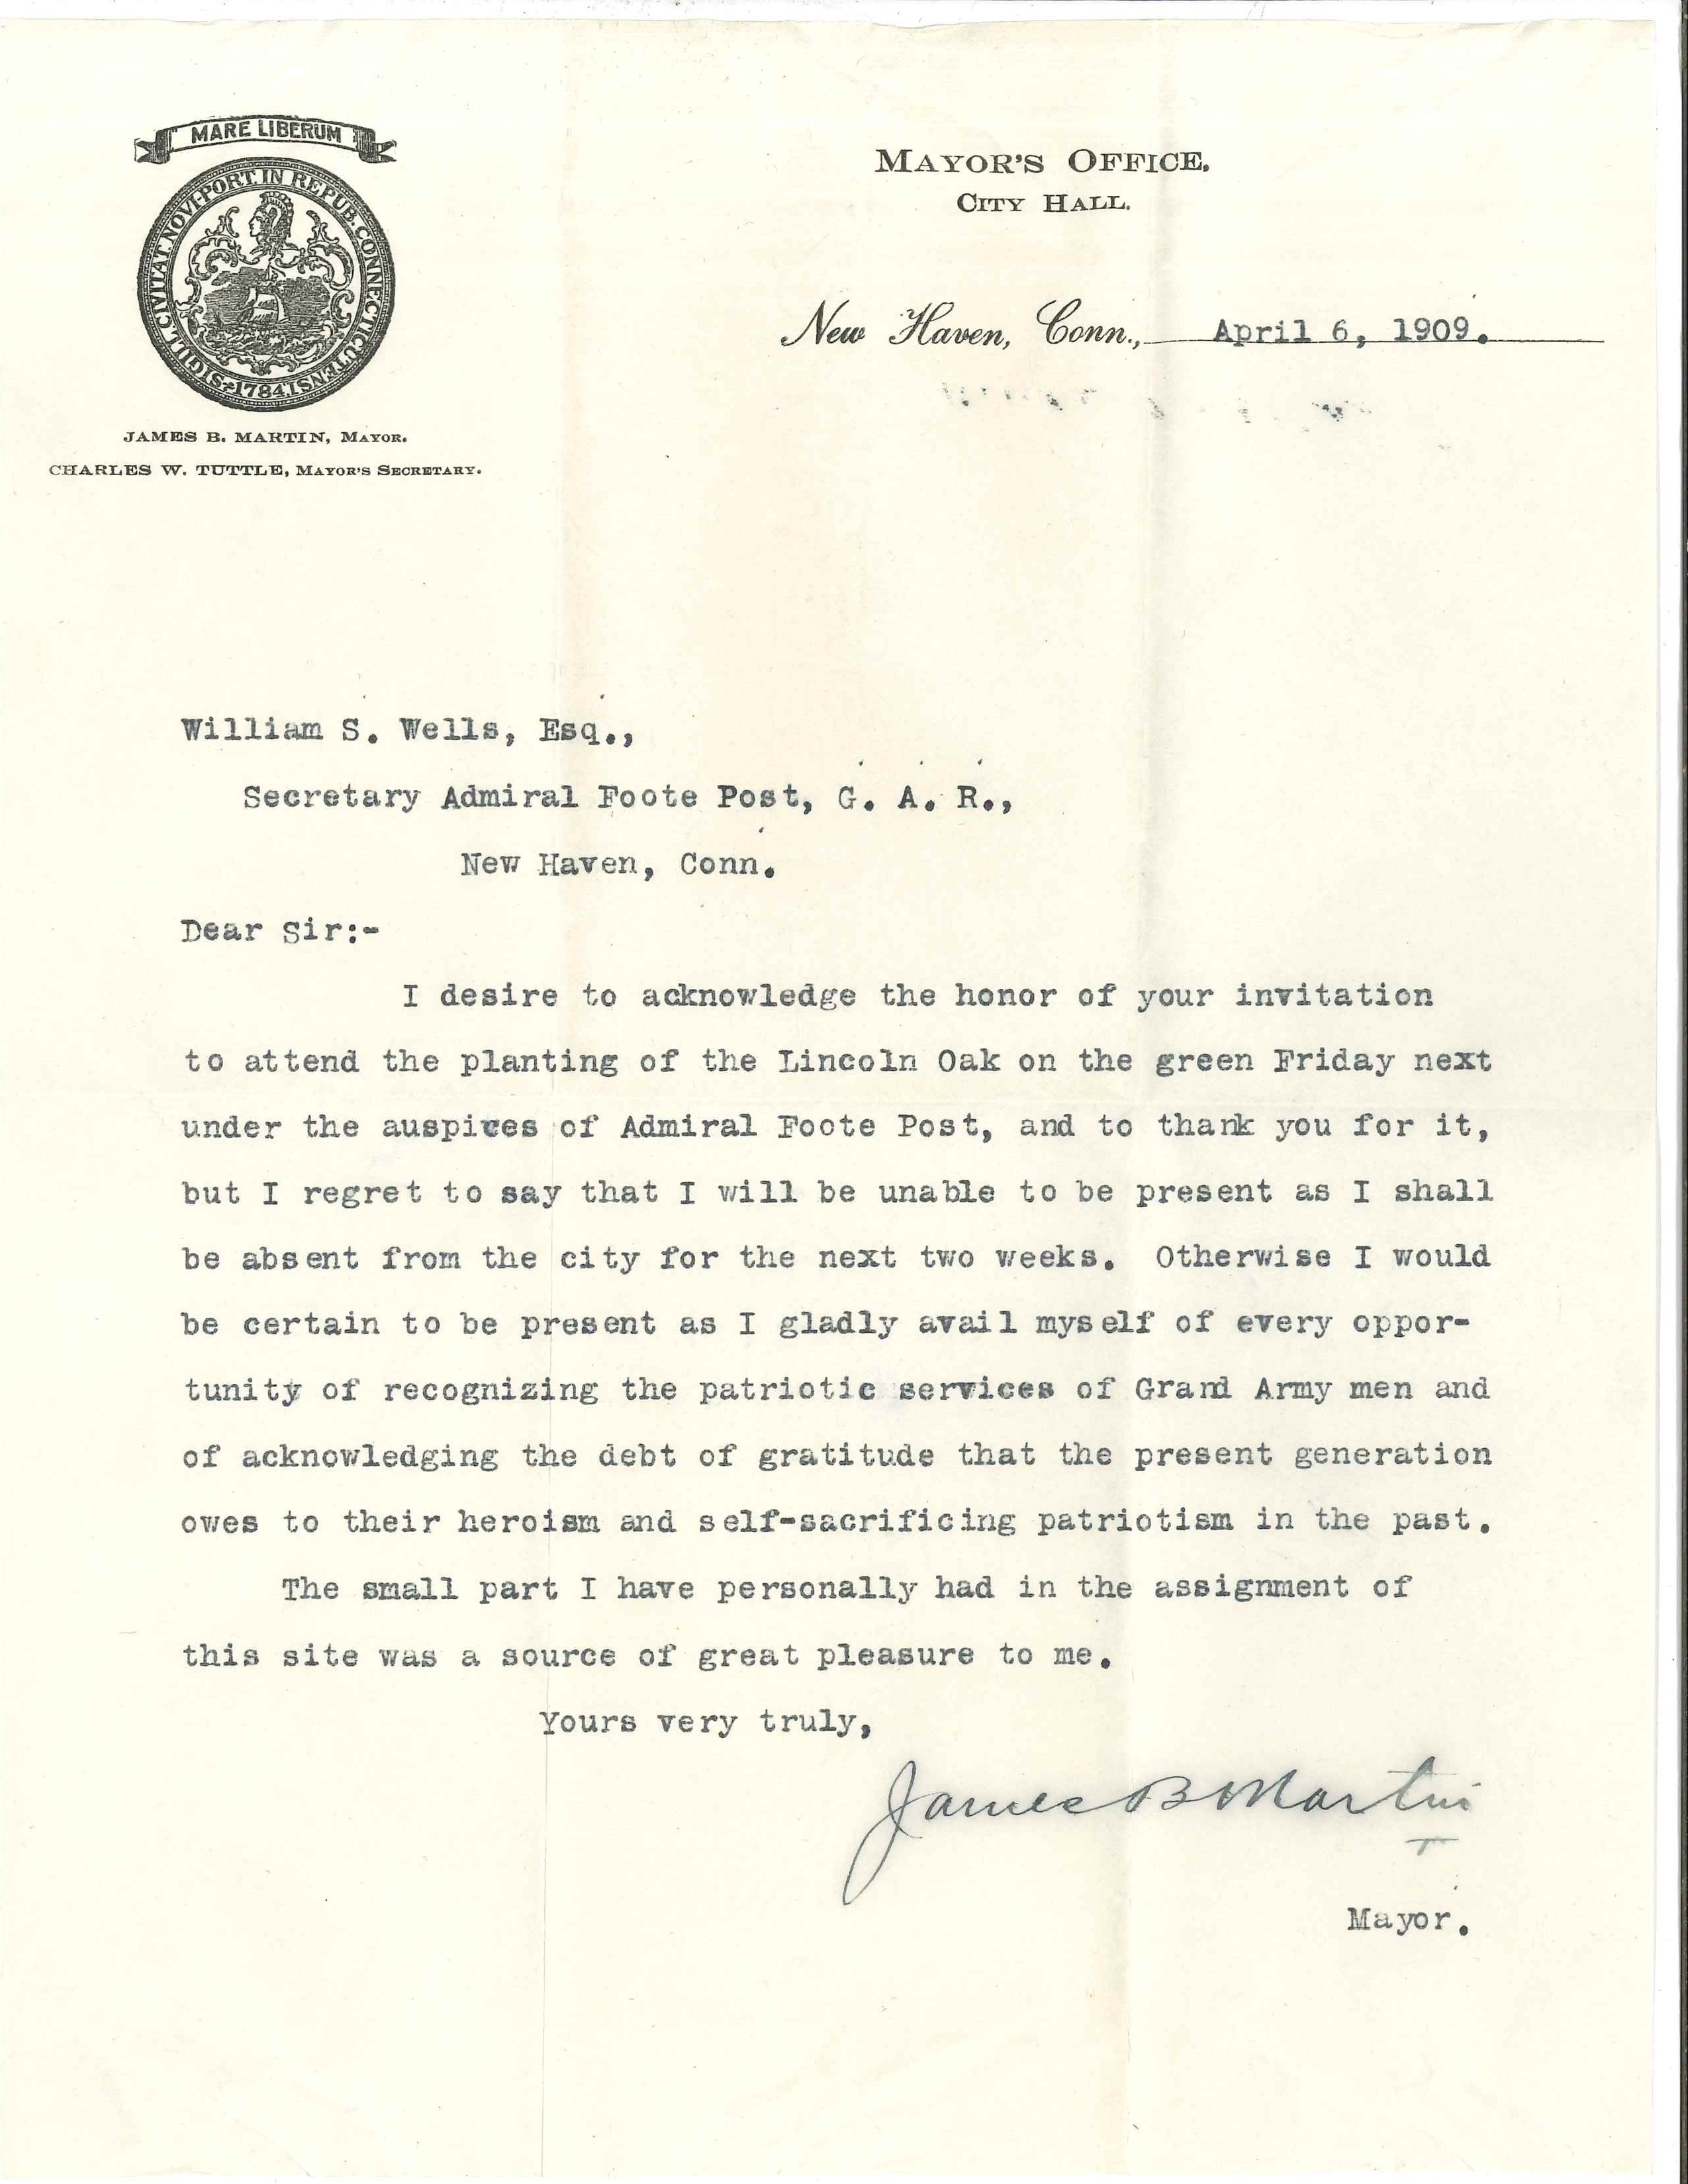 MARE LIBERUM
SIGILL. CIVITAT. NOVI-PORT. IN REPUB. CONNECTICUTENSI. 1784.
JAMES B. MARTIN, MAYOR.
CHARLES W. TUTTLE, MAYOR'S SECRETARY.
MAYOR'S OFFICE,
CITY HALL.
New Haven, Conn., April 6, 1909.
William S. Wells, Esq.,
Secretary Admiral Foote Post, G. A. R.,
New Haven, Conn.
Dear Sir:-
I desire to acknowledge the honor of your invitation
to attend the planting of the Lincoln Oak on the green Friday next
under the auspices of Admiral Foote Post, and to thank you for it,
but I regret to say that I will be unable to be present as I shall
be absent from the city for the next two weeks. Otherwise I would
be certain to be present as I gladly avail myself of every oppor-
tunity of recognizing the patriotic services of Grand Army men and
of acknowledging the debt of gratitude that the present generation
owes to their heroism and self-sacrificing patriotism in the past.
The small part I have personally had in the assignment of
this site was a source of great pleasure to me.
Yours very truly,
James B Martin
Mayor.